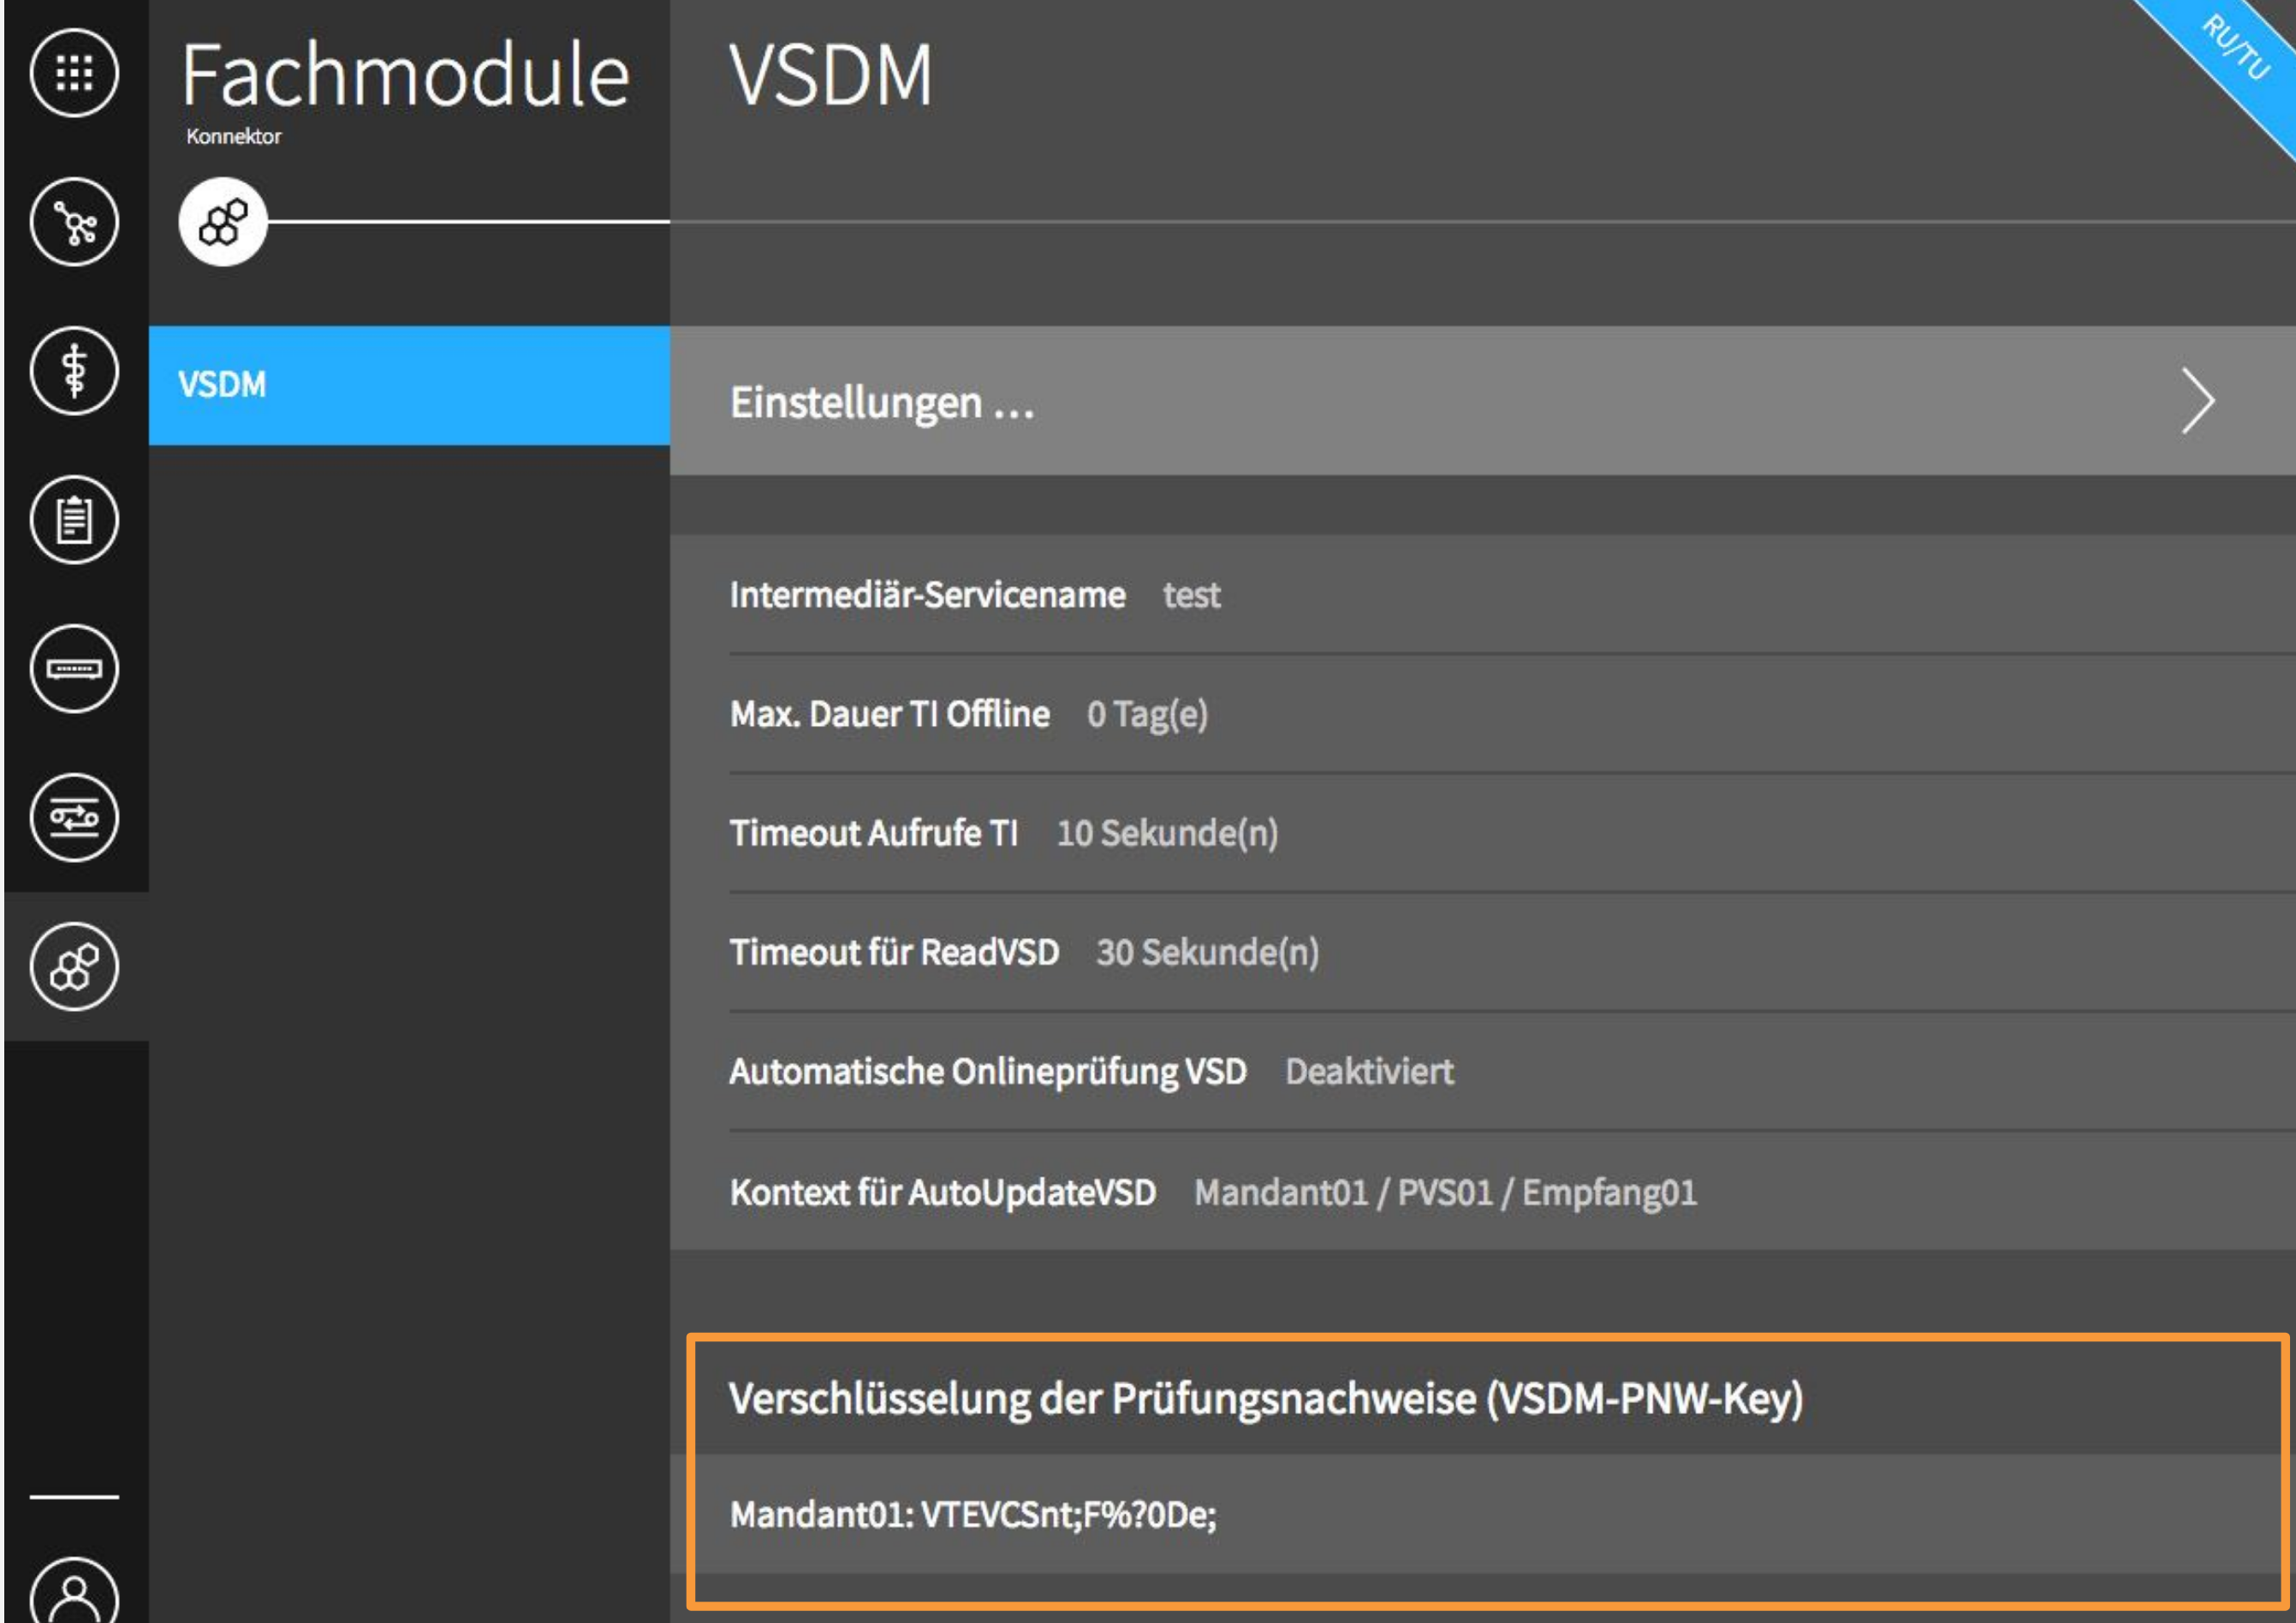 Fachmodule
Konnektor
VSDM
RU/TU
VSDM
Einstellungen ...
Intermediär-Servicename test
Max. Dauer TI Offline 0 Tag(e)
Timeout Aufrufe TI 10 Sekunde(n)
Timeout für ReadVSD 30 Sekunde(n)
Automatische Onlineprüfung VSD Deaktiviert
Kontext für AutoUpdateVSD Mandant01 / PVS01 / Empfang01
Verschlüsselung der Prüfungsnachweise (VSDM-PNW-Key)
Mandant01: VTEVCSnt;F%?0De;